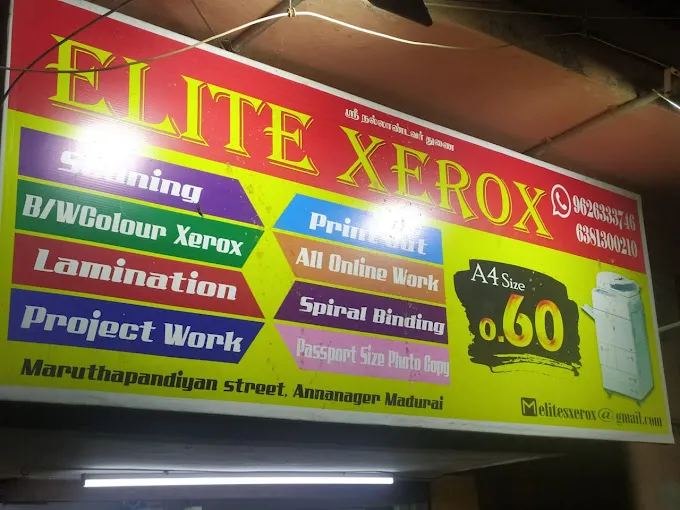 ஸ்ரீ நல்லாண்டவர் துணை
ELITE XEROX
9626333746
6381300210
B/WColour Xerox
Lamination
Project Work
Print Out
All Online Work
Spiral Binding
Passport Size Photo Copy
A4 Size
0.60
Maruthapandiyan street, Annanager Madurai
elitesxerox@gmail.com